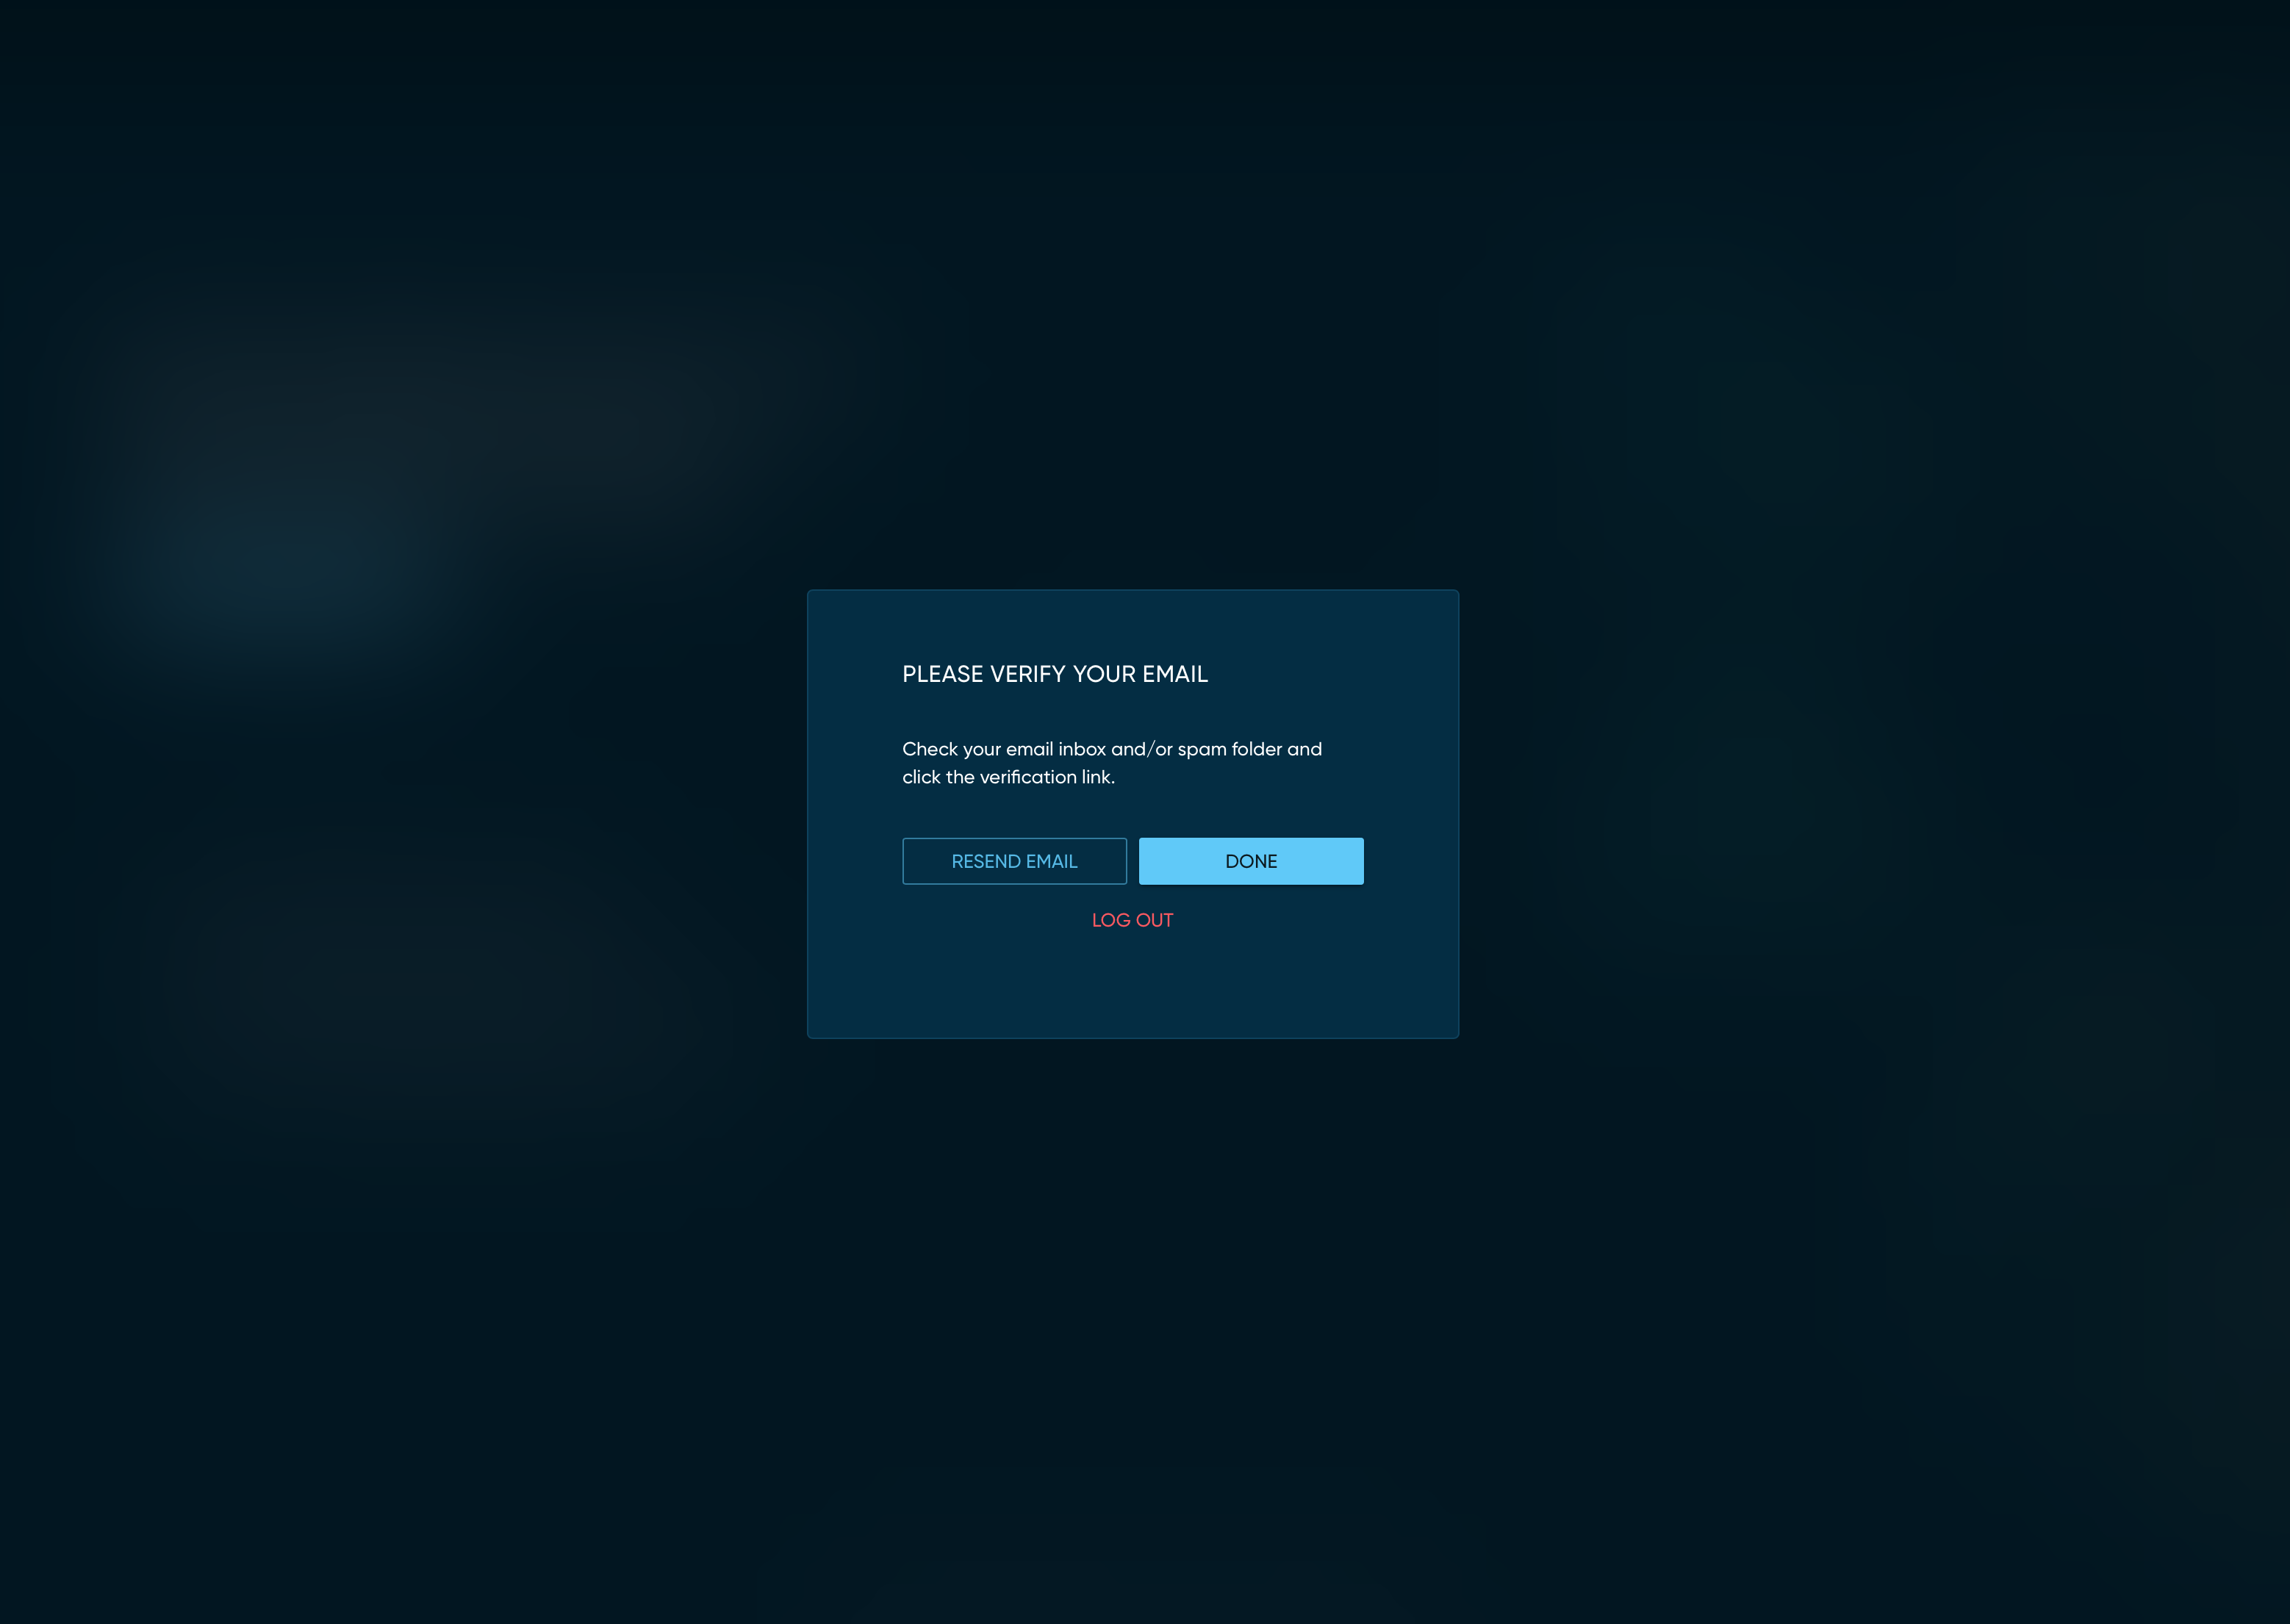 PLEASE VERIFY YOUR EMAIL
Check your email inbox and/or spam folder and
click the verification link.
RESEND EMAIL
DONE
LOG OUT